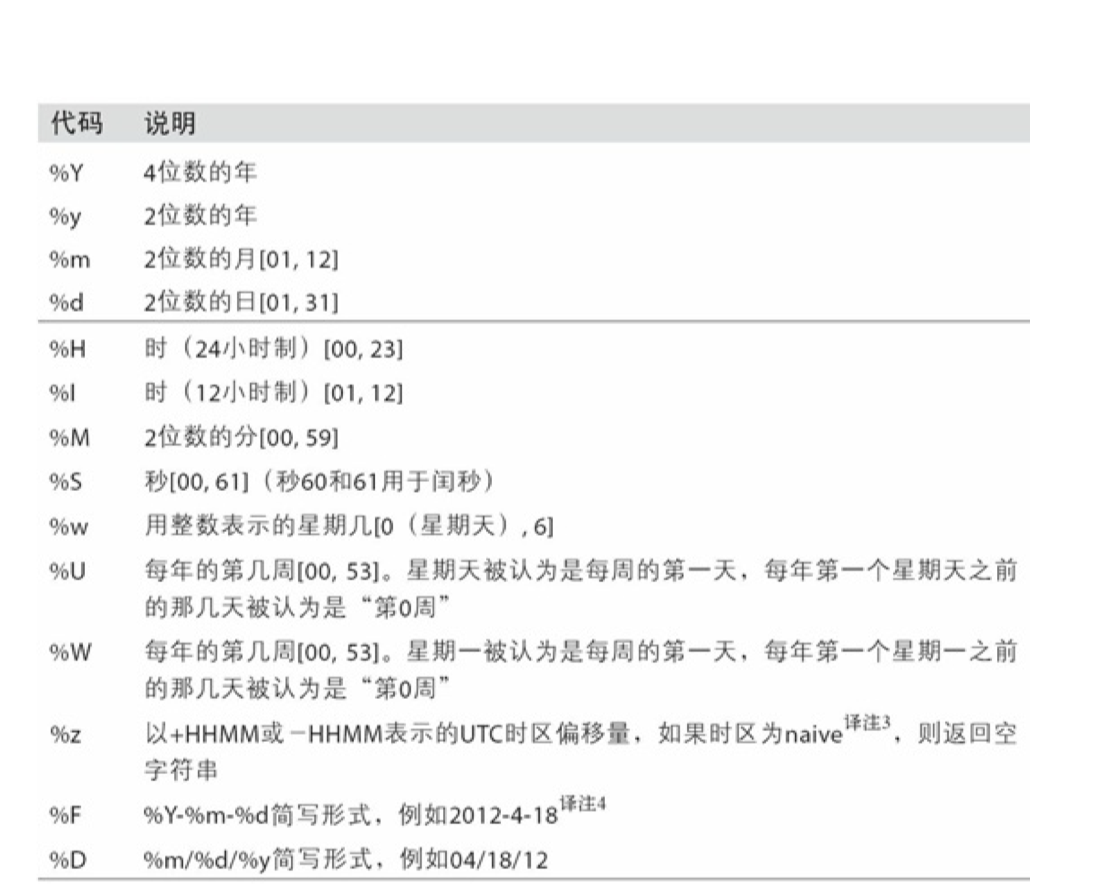 代码 说明
%Y 4位数的年
%y 2位数的年
%m 2位数的月[01, 12]
%d 2位数的日[01, 31]
%H 时（24小时制）[00, 23]
%I 时（12小时制）[01, 12]
%M 2位数的分[00, 59]
%S 秒[00, 61]（秒60和61用于闰秒）
%w 用整数表示的星期几[0（星期天）, 6]
%U 每年的第几周[00, 53]。星期天被认为是每周的第一天，每年第一个星期天之前
的那几天被认为是“第0周”
%W 每年的第几周[00, 53]。星期一被认为是每周的第一天，每年第一个星期一之前
的那几天被认为是“第0周”
%z 以+HHMM或－HHMM表示的UTC时区偏移量，如果时区为naive译注3，则返回空
字符串
%F %Y-%m-%d简写形式，例如2012-4-18译注4
%D %m/%d/%y简写形式，例如04/18/12